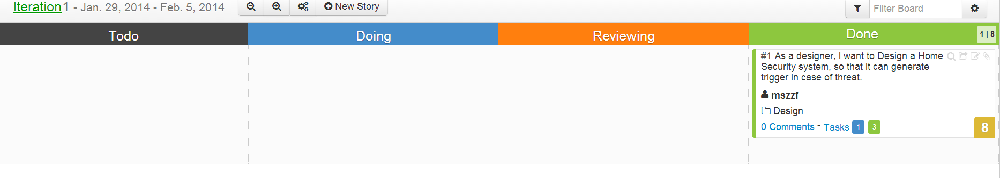 Iteration1 - Jan. 29, 2014 - Feb. 5, 2014
New Story
Filter Board
Todo
Doing
Reviewing
Done
1 | 8
#1 As a designer, I want to Design a Home
Security system, so that it can generate
trigger in case of threat.
mszzf
Design
0 Comments - Tasks 1 3
8